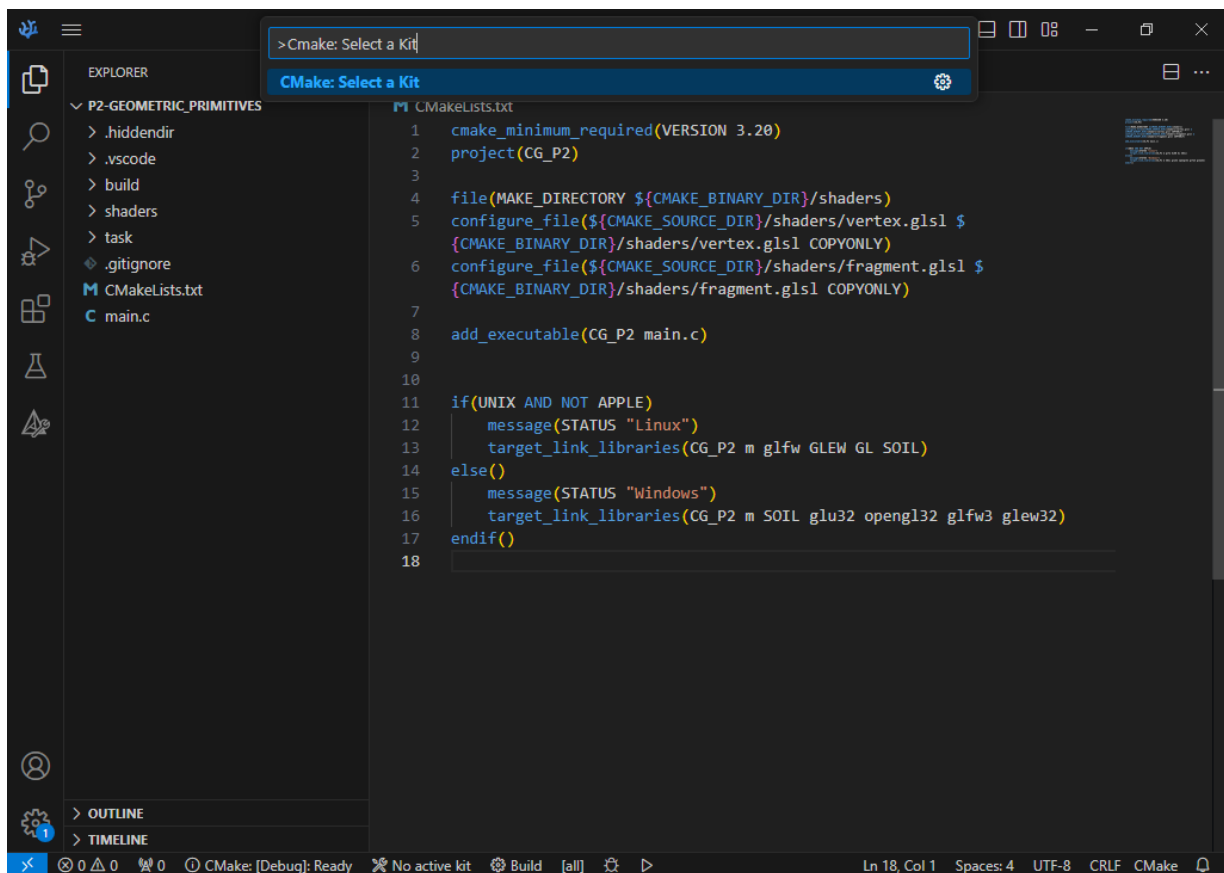 >Cmake: Select a Kit
CMake: Select a Kit
EXPLORER
P2-GEOMETRIC_PRIMITIVES
.hiddendir
.vscode
build
shaders
task
.gitignore
CMakeLists.txt
main.c
OUTLINE
TIMELINE
CMakeLists.txt
1 cmake_minimum_required(VERSION 3.20)
2 project(CG_P2)
3
4 file(MAKE_DIRECTORY ${CMAKE_BINARY_DIR}/shaders)
5 configure_file(${CMAKE_SOURCE_DIR}/shaders/vertex.glsl $
{CMAKE_BINARY_DIR}/shaders/vertex.glsl COPYONLY)
6 configure_file(${CMAKE_SOURCE_DIR}/shaders/fragment.glsl $
{CMAKE_BINARY_DIR}/shaders/fragment.glsl COPYONLY)
7
8 add_executable(CG_P2 main.c)
9
10
11 if(UNIX AND NOT APPLE)
12 message(STATUS "Linux")
13 target_link_libraries(CG_P2 m glfw GLEW GL SOIL)
14 else()
15 message(STATUS "Windows")
16 target_link_libraries(CG_P2 m SOIL glu32 opengl32 glfw3 glew32)
17 endif()
18
1
0 0 0 CMake: [Debug]: Ready No active kit Build [all] Ln 18, Col 1 Spaces: 4 UTF-8 CRLF CMake